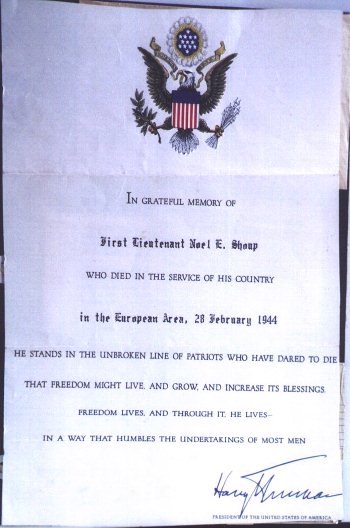 IN GRATEFUL MEMORY OF
First Lieutenant Noel E. Shoup
WHO DIED IN THE SERVICE OF HIS COUNTRY
in the European Area, 28 February 1944
HE STANDS IN THE UNBROKEN LINE OF PATRIOTS WHO HAVE DARED TO DIE
THAT FREEDOM MIGHT LIVE, AND GROW, AND INCREASE ITS BLESSINGS.
FREEDOM LIVES, AND THROUGH IT, HE LIVES—
IN A WAY THAT HUMBLES THE UNDERTAKINGS OF MOST MEN
Harry Truman
PRESIDENT OF THE UNITED STATES OF AMERICA